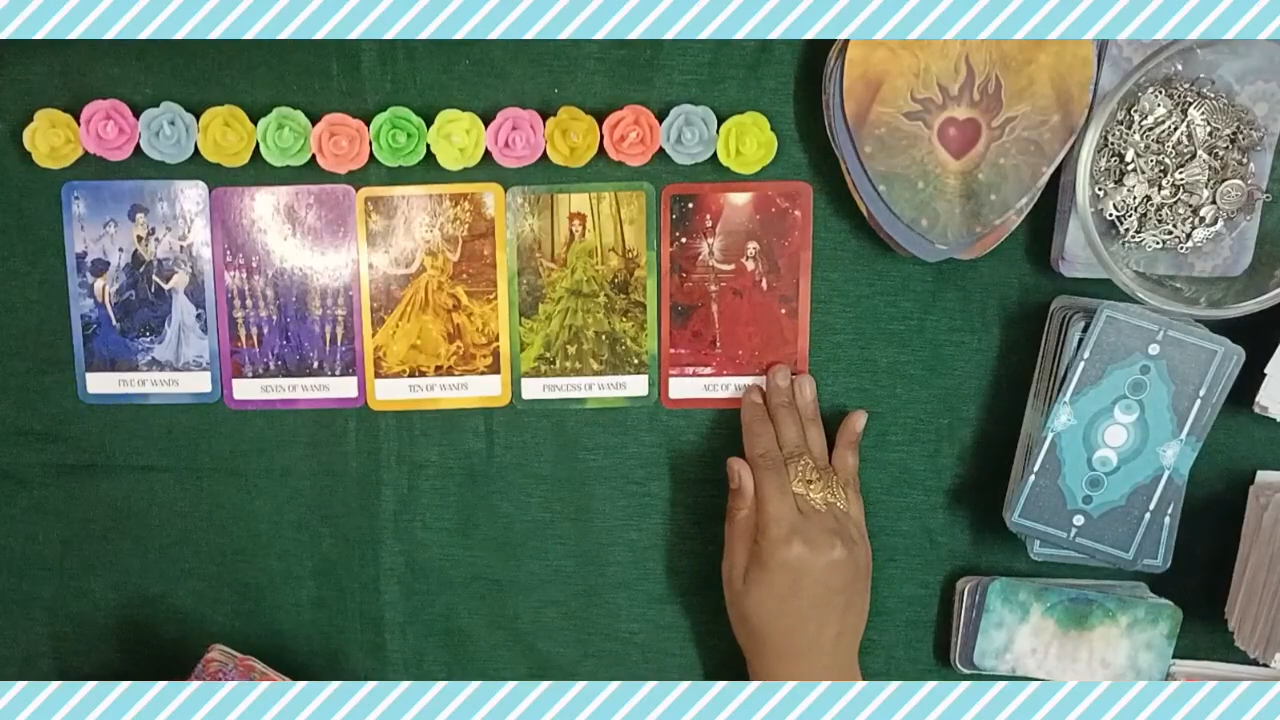 FIVE OF WANDS
SEVEN OF WANDS
TEN OF WANDS
PRINCESS OF WANDS
ACE OF